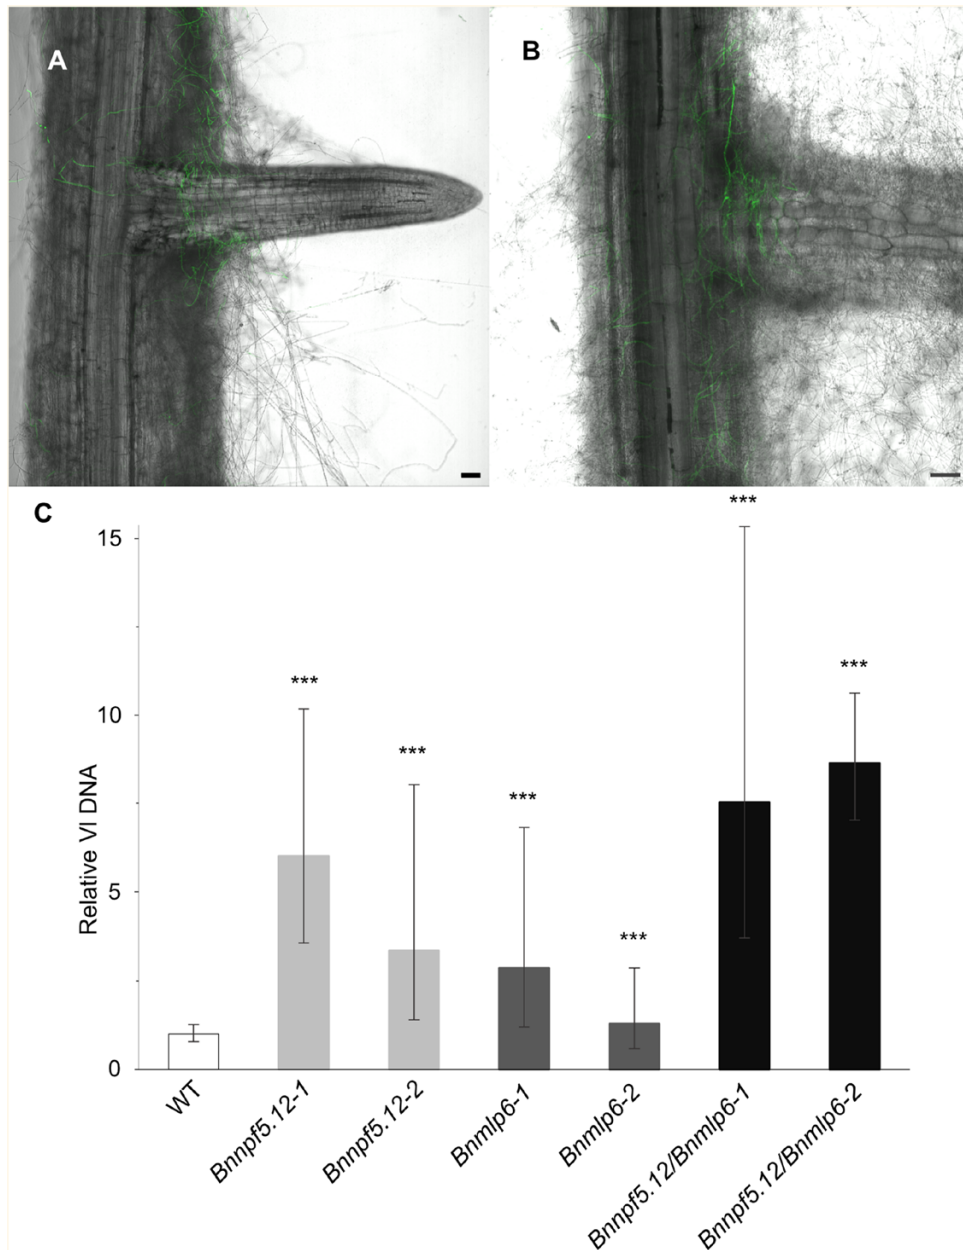 A
B
C
15
10
5
0
Relative Vl DNA
***
***
***
***
***
***
WT
Bnnpf5.12-1
Bnnpf5.12-2
Bnmlp6-1
Bnmlp6-2
Bnnpf5.12/Bnmlp6-1
Bnnpf5.12/Bnmlp6-2